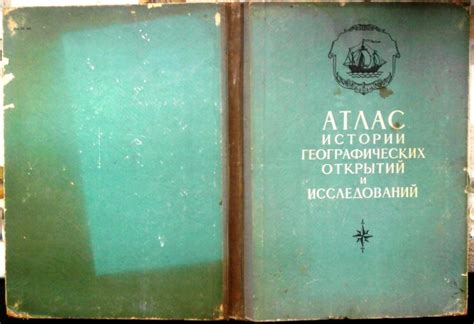 АТЛАС
ИСТОРИИ
ГЕОГРАФИЧЕСКИХ
ОТКРЫТИЙ
и
ИССЛЕДОВАНИЙ